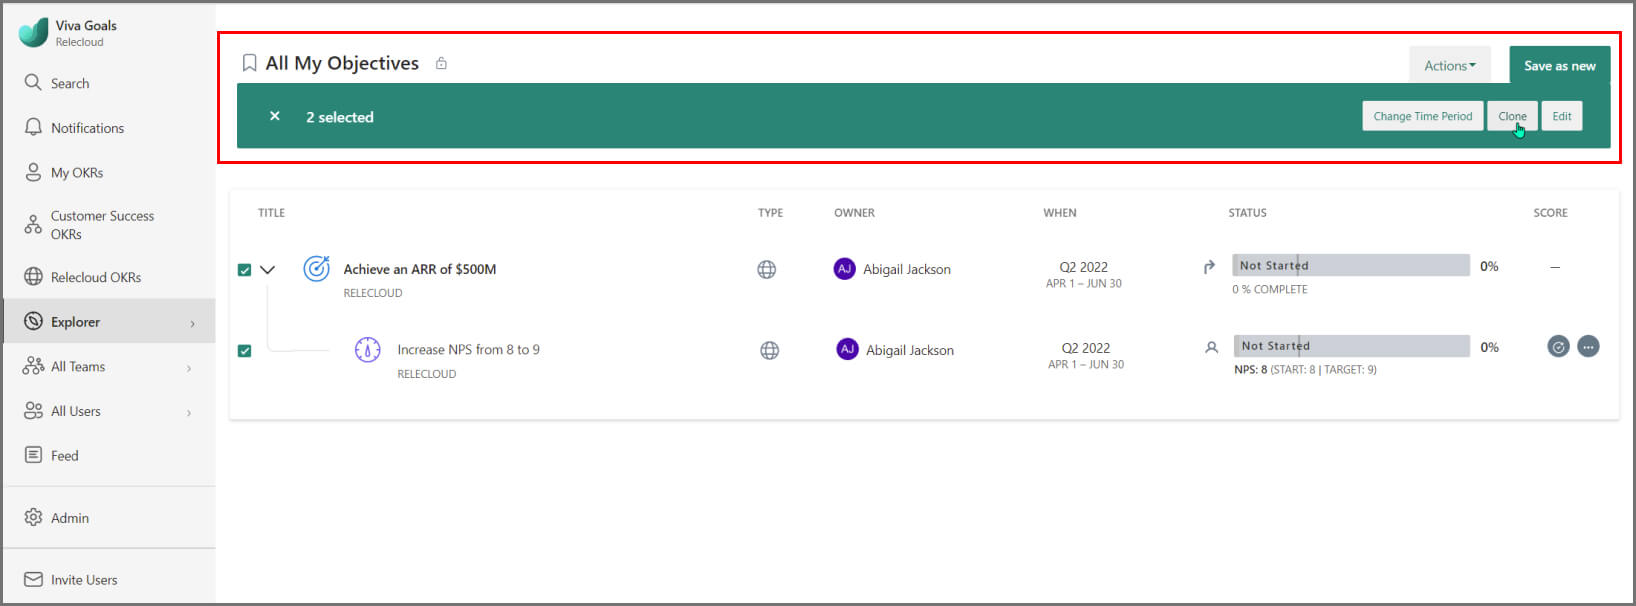 Viva Goals
Relecloud
Search
Notifications
My OKRs
Customer Success
OKRs
Relecloud OKRs
Explorer
All Teams
All Users
Feed
Admin
Invite Users
All My Objectives
Actions
Save as new
2 selected
Change Time Period
Clone
Edit
TITLE TYPE OWNER WHEN STATUS SCORE
Achieve an ARR of $500M
RELECLOUD
AJ Abigail Jackson
Q2 2022
APR 1 – JUN 30
Not Started 0% —
0 % COMPLETE
Increase NPS from 8 to 9
RELECLOUD
AJ Abigail Jackson
Q2 2022
APR 1 – JUN 30
Not Started 0%
NPS: 8 (START: 8 | TARGET: 9)